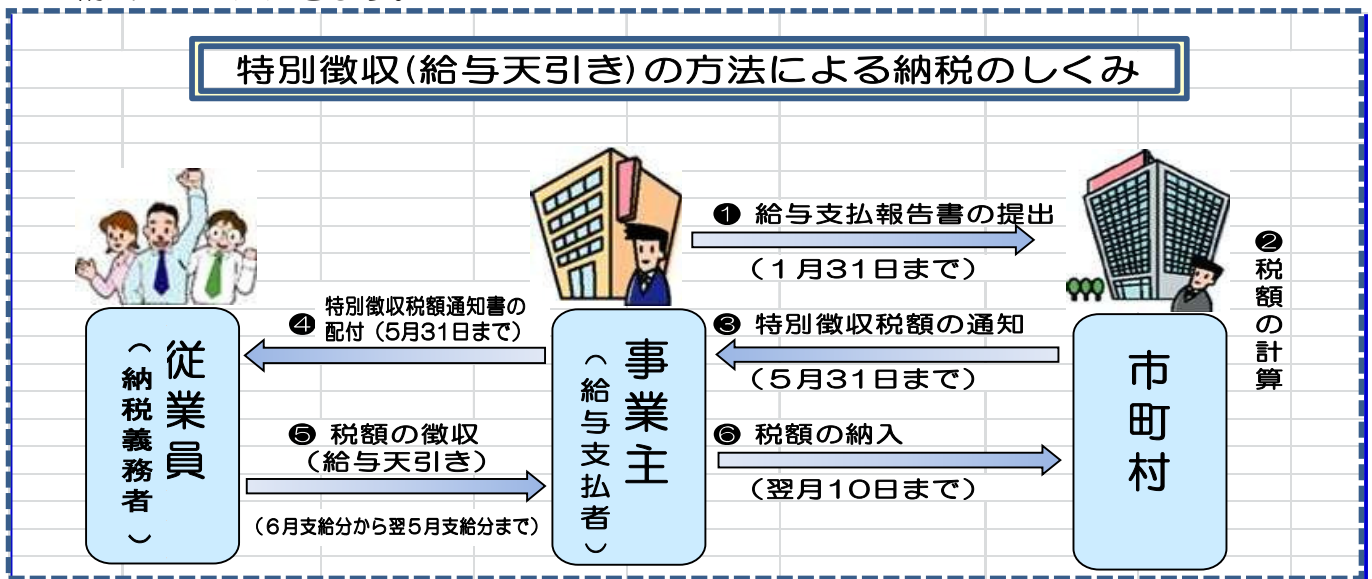 特別徴収(給与天引き)の方法による納税のしくみ
❶ 給与支払報告書の提出
(1月31日まで)
❷税額の計算
❸ 特別徴収税額の通知
(5月31日まで)
❹ 特別徴収税額通知書の
配付(5月31日まで)
❺ 税額の徴収
(給与天引き)
(6月支給分から翌5月支給分まで)
❻ 税額の納入
(翌月10日まで)
従業員
(納税義務者)
事業主
(給与支払者)
市町村